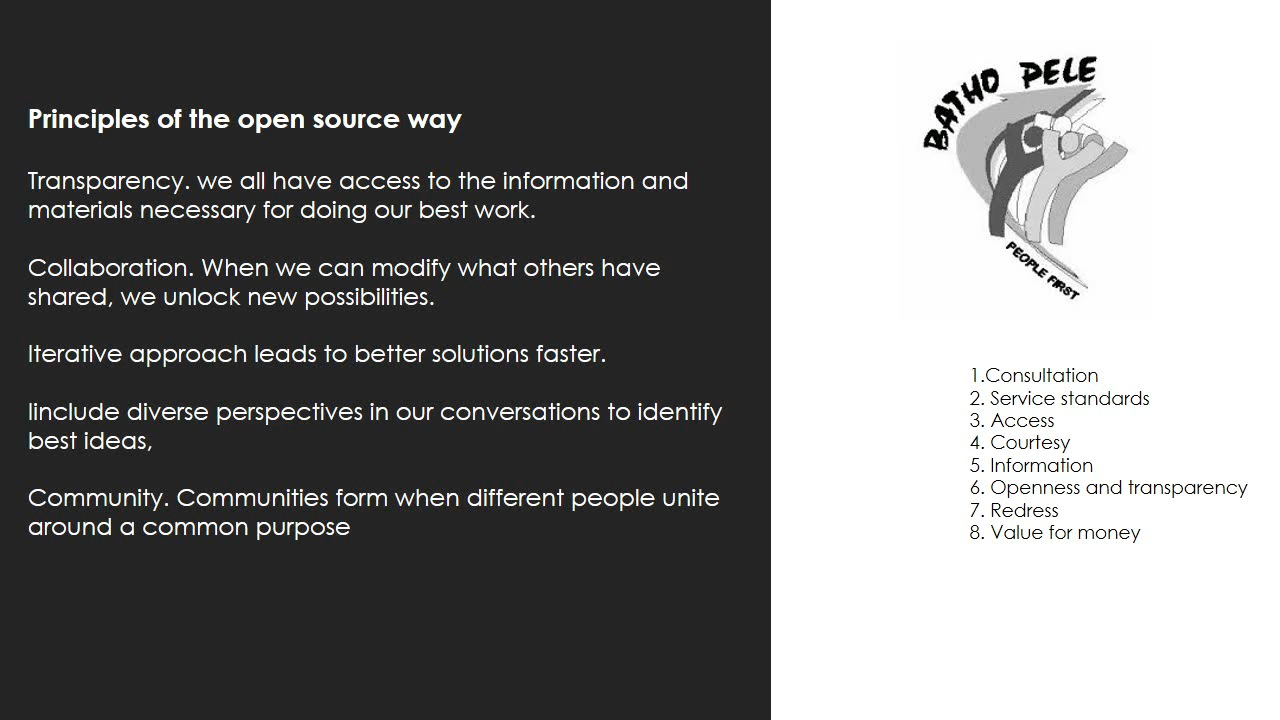 Principles of the open source way
Transparency. we all have access to the information and
materials necessary for doing our best work.
Collaboration. When we can modify what others have
shared, we unlock new possibilities.
Iterative approach leads to better solutions faster.
Iinclude diverse perspectives in our conversations to identify
best ideas,
Community. Communities form when different people unite
around a common purpose
BATHO PELE
PEOPLE FIRST
1.Consultation
2. Service standards
3. Access
4. Courtesy
5. Information
6. Openness and transparency
7. Redress
8. Value for money